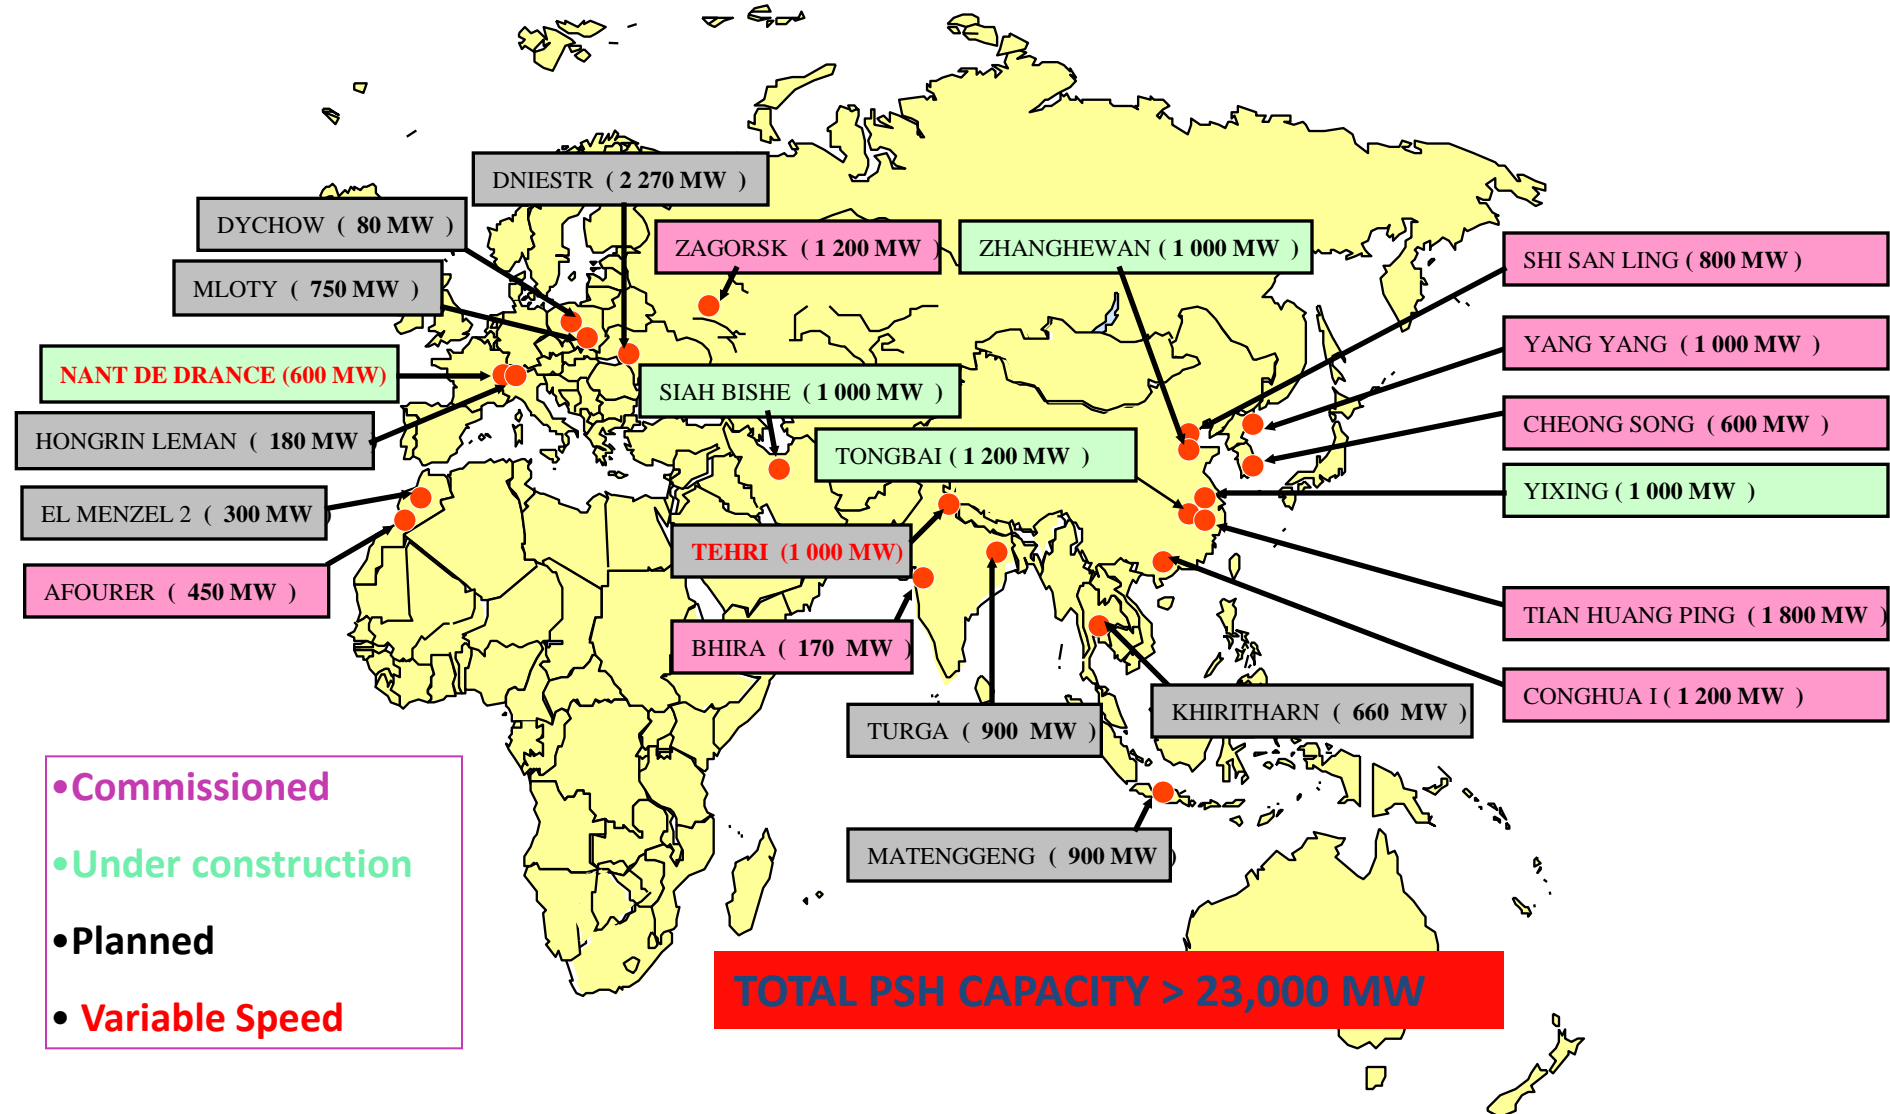 DNIESTR ( 2 270 MW )
DYCHOW ( 80 MW )
ZAGORSK ( 1 200 MW )
ZHANGHEWAN ( 1 000 MW )
SHI SAN LING ( 800 MW )
MLOTY ( 750 MW )
YANG YANG ( 1 000 MW )
NANT DE DRANCE (600 MW)
SIAH BISHE ( 1 000 MW )
CHEONG SONG ( 600 MW )
HONGRIN LEMAN ( 180 MW
TONGBAI ( 1 200 MW )
YIXING ( 1 000 MW )
EL MENZEL 2 ( 300 MW )
TEHRI (1 000 MW)
AFOURER ( 450 MW )
TIAN HUANG PING ( 1 800 MW )
BHIRA ( 170 MW )
CONGHUA I ( 1 200 MW )
KHIRITHARN ( 660 MW )
TURGA ( 900 MW )
MATENGGENG ( 900 MW )
•Commissioned
•Under construction
•Planned
• Variable Speed
TOTAL PSH CAPACITY > 23,000 MW